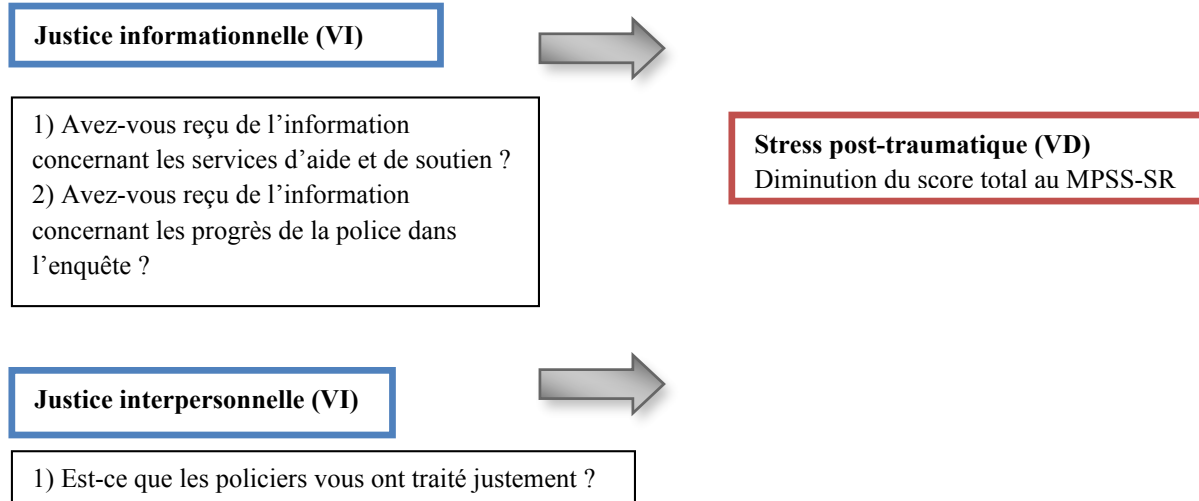 Justice informationnelle (VI)
1) Avez-vous reçu de l’information
concernant les services d’aide et de soutien ?
2) Avez-vous reçu de l’information
concernant les progrès de la police dans
l’enquête ?
Stress post-traumatique (VD)
Diminution du score total au MPSS-SR
Justice interpersonnelle (VI)
1) Est-ce que les policiers vous ont traité justement ?